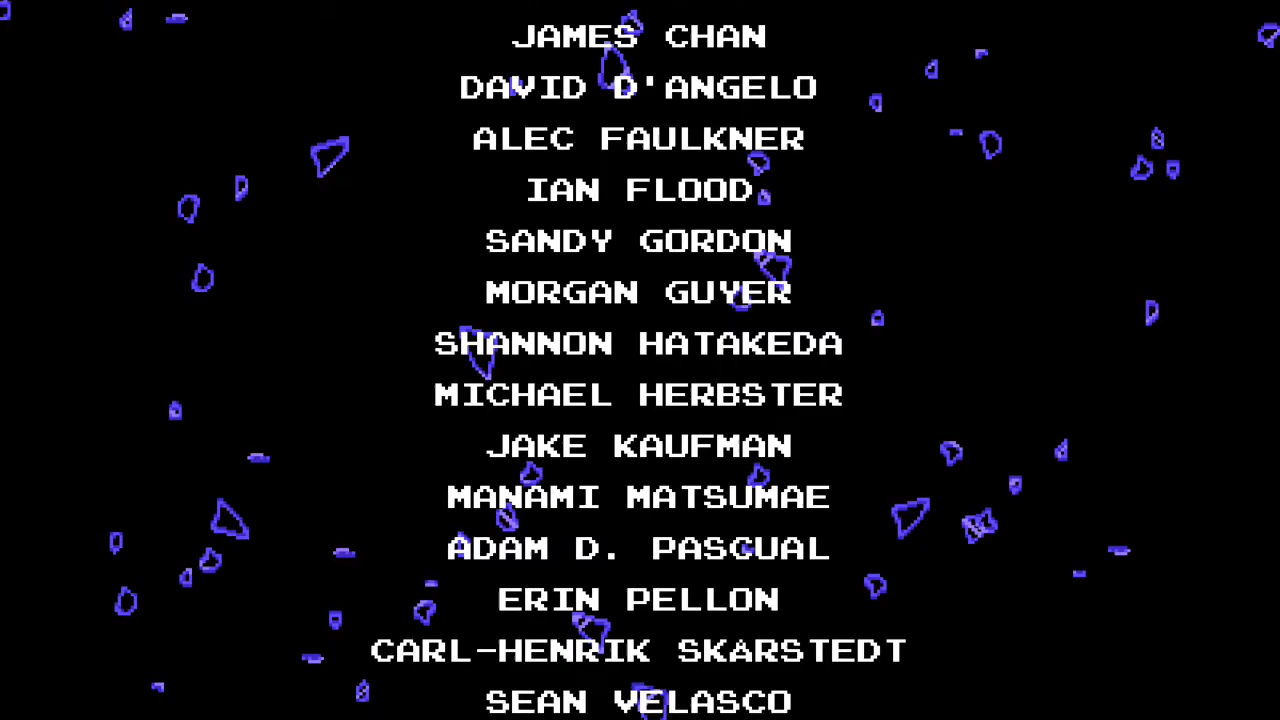 JAMES CHAN
DAVID D'ANGELO
ALEC FAULKNER
IAN FLOOD
SANDY GORDON
MORGAN GUYER
SHANNON HATAKEDA
MICHAEL HERBSTER
JAKE KAUFMAN
MANAMI MATSUMAE
ADAM D. PASQUAL
ERIN PELLON
CARL-HENRIK SKARSTEDT
SEAN VELASCO